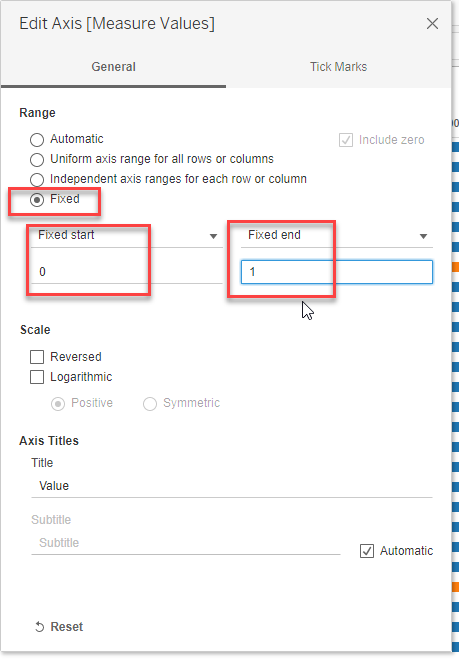 Edit Axis [Measure Values]
General Tick Marks
Range
Automatic Include zero
Uniform axis range for all rows or columns
Independent axis ranges for each row or column
Fixed
Fixed start Fixed end
0 1
Scale
Reversed
Logarithmic
Positive Symmetric
Axis Titles
Title
Value
Subtitle
Subtitle
Automatic
Reset